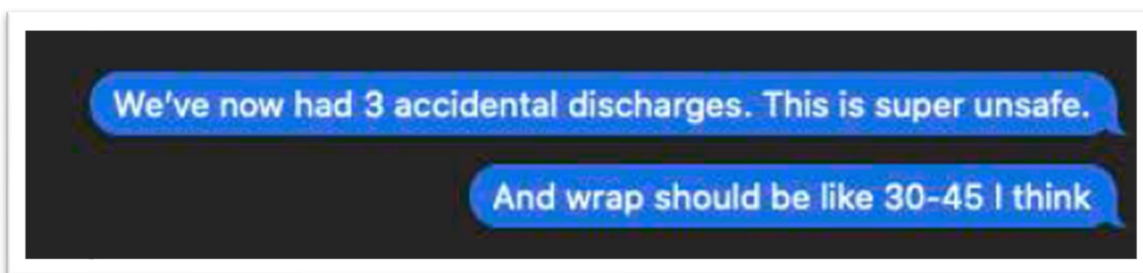 We've now had 3 accidental discharges. This is super unsafe.
And wrap should be like 30-45 I think